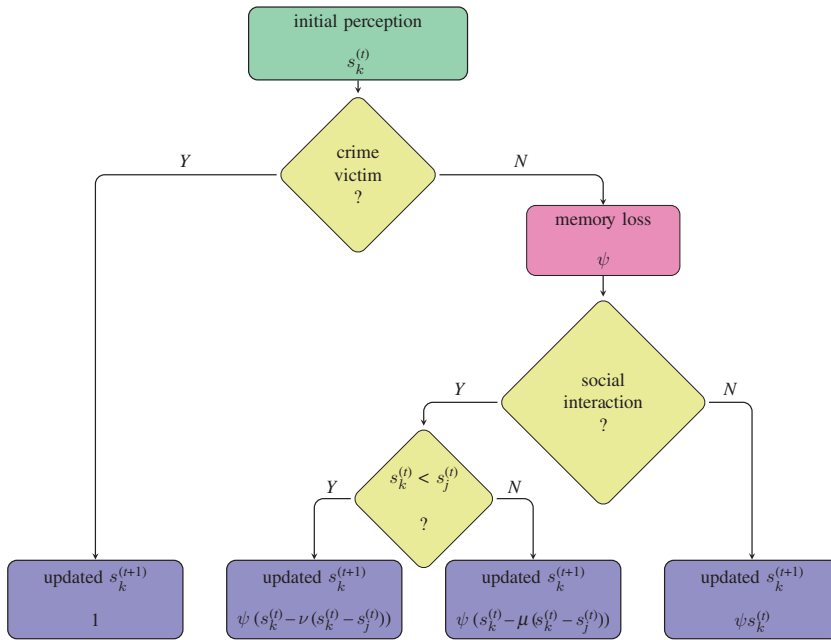 initial perception
s_k^{(t)}
crime
victim
?
Y
N
memory loss
ψ
social
interaction
?
Y
N
s_k^{(t)} < s_j^{(t)}
?
Y
N
updated s_k^{(t+1)}
1
updated s_k^{(t+1)}
ψ (s_k^{(t)} − ν (s_k^{(t)} − s_j^{(t)}))
updated s_k^{(t+1)}
ψ (s_k^{(t)} − μ (s_k^{(t)} − s_j^{(t)}))
updated s_k^{(t+1)}
ψs_k^{(t)}